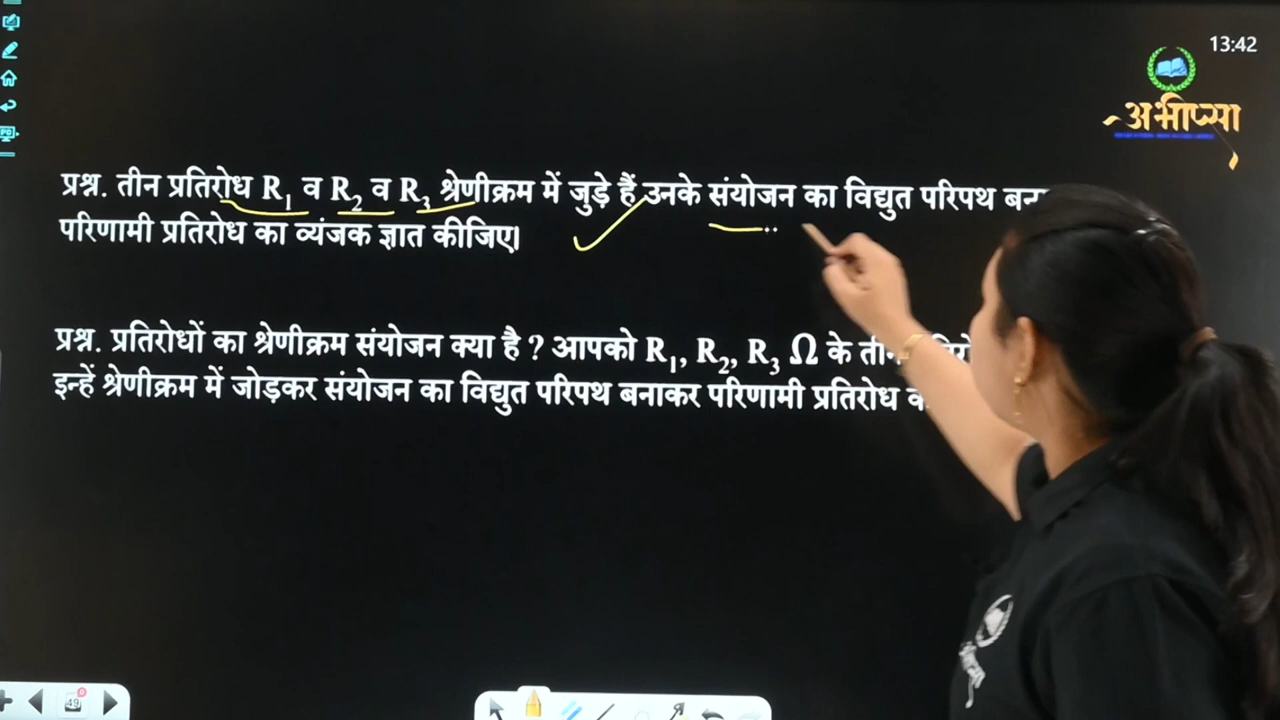 13:42
अभीप्सा
प्रश्न. तीन प्रतिरोध R1 व R2 व R3 श्रेणीक्रम में जुड़े हैं उनके संयोजन का विद्युत परिपथ
परिणामी प्रतिरोध का व्यंजक ज्ञात कीजिए।
प्रश्न. प्रतिरोधों का श्रेणीक्रम संयोजन क्या है ? आपको R1, R2, R3 Ω के
इन्हें श्रेणीक्रम में जोड़कर संयोजन का विद्युत परिपथ बनाकर परिणामी प्रतिरोध
49